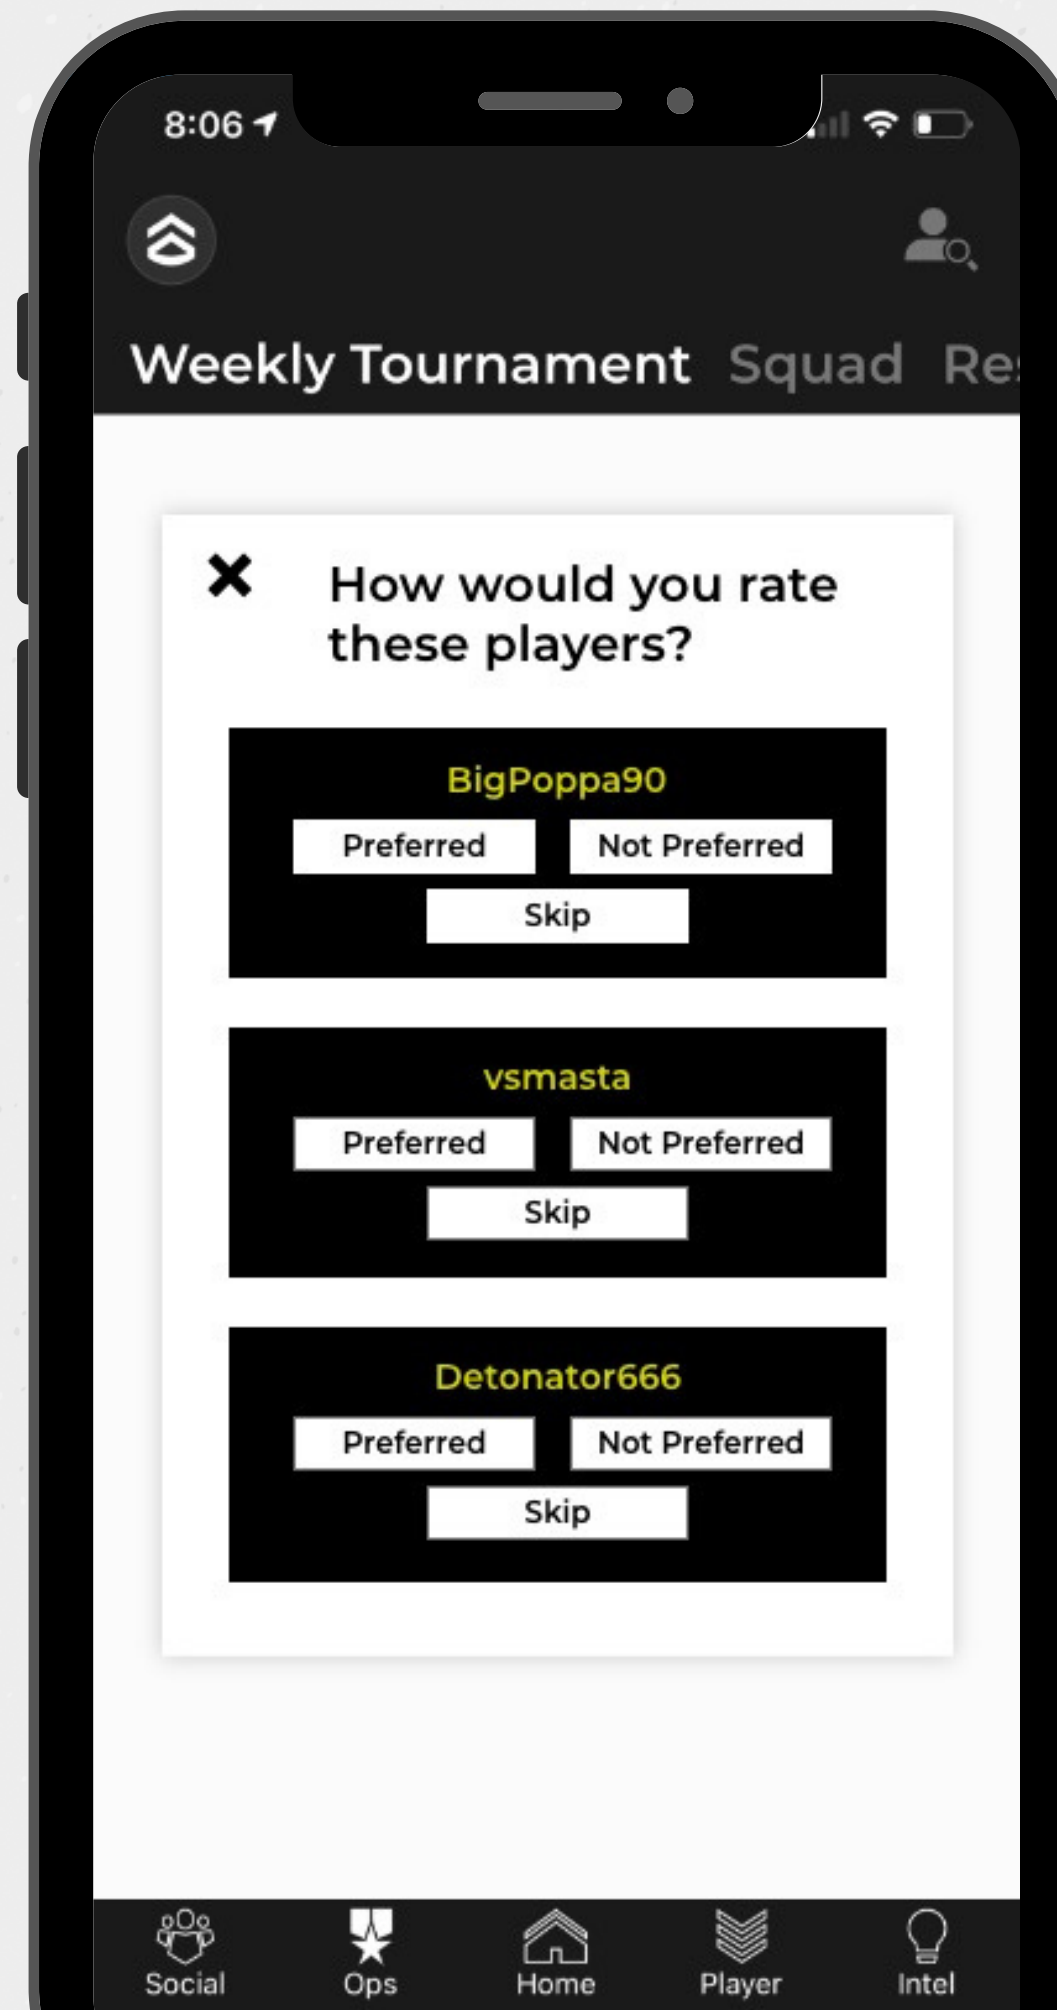 8:06
Weekly Tournament Squad Res
How would you rate
these players?
BigPoppa90
Preferred Not Preferred
Skip
vsmasta
Preferred Not Preferred
Skip
Detonator666
Preferred Not Preferred
Skip
Social Ops Home Player Intel